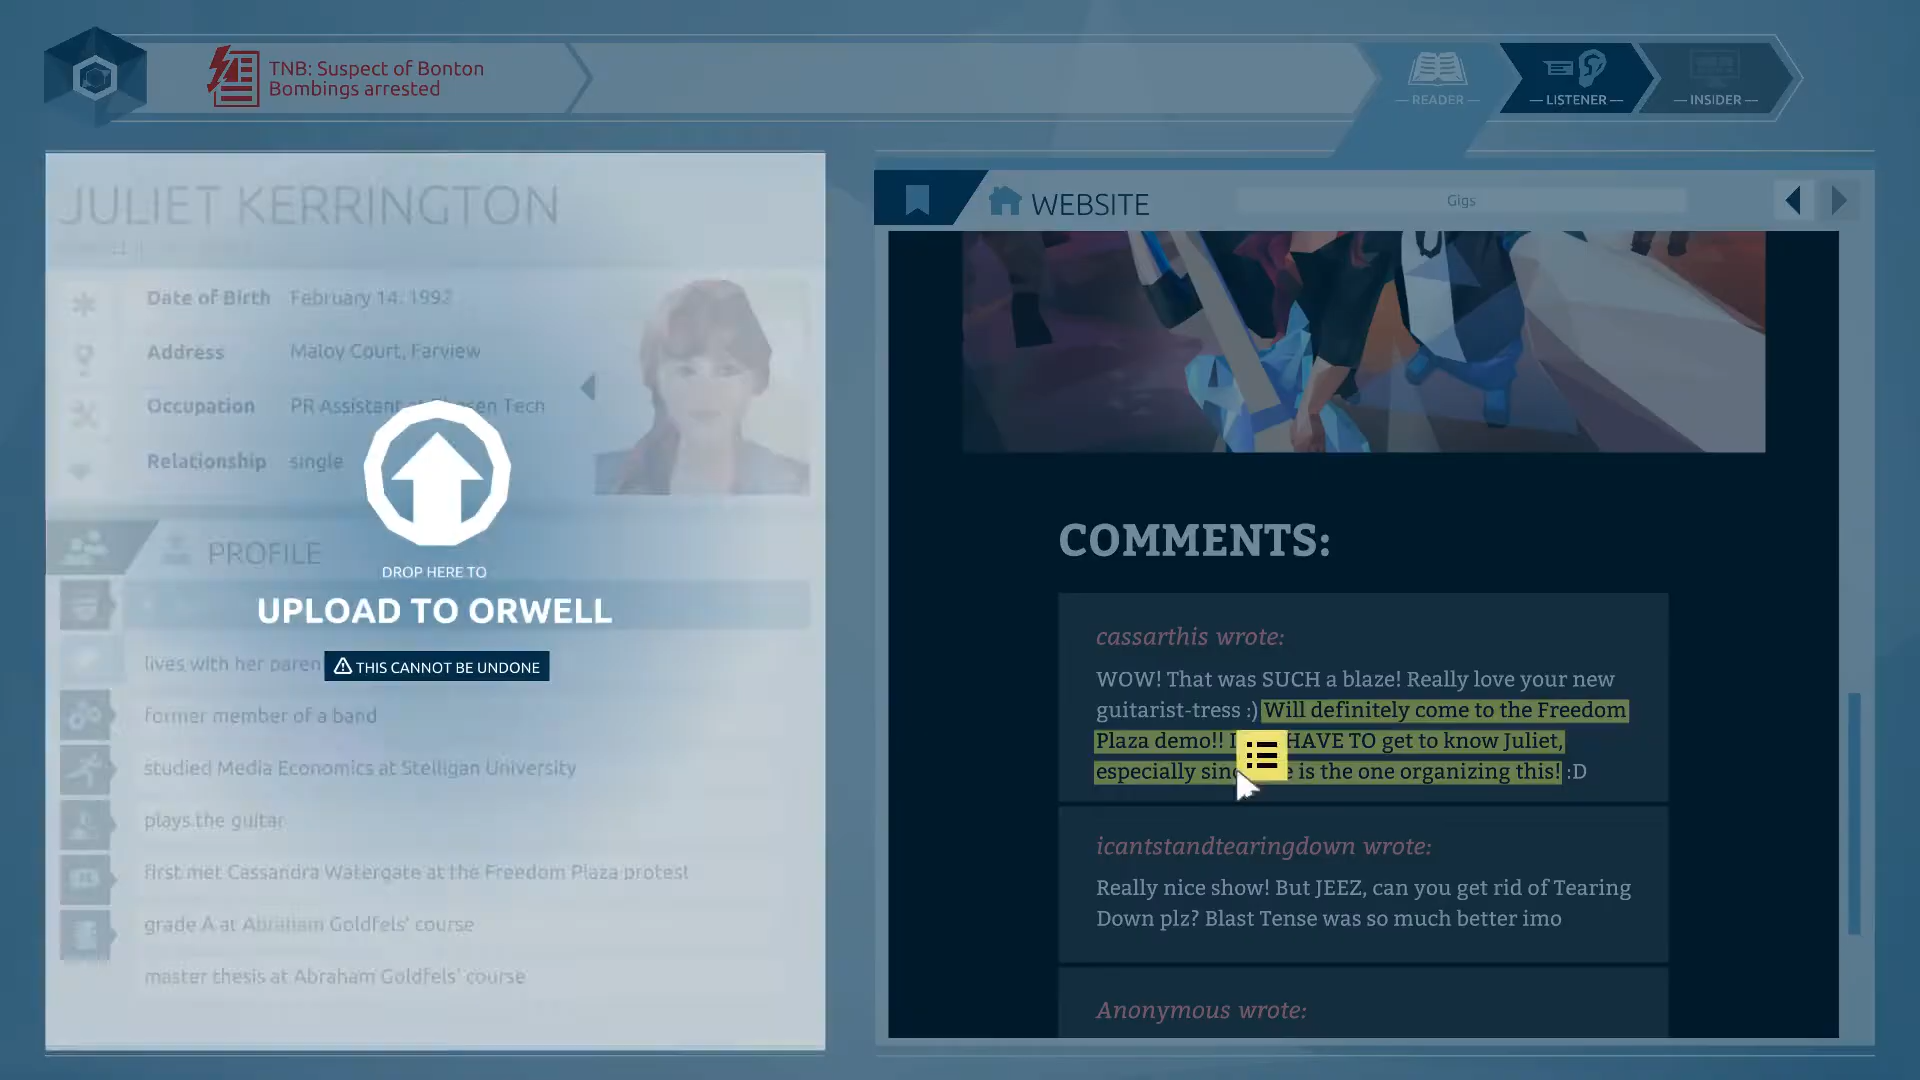 TNB: Suspect of Bonton
Bombings arrested
— READER —
— LISTENER —
— INSIDER —
JULIET KERRINGTON
Date of Birth February 14, 1992
Address Maloy Court, Farview
Occupation PR Assistant Tech
Relationship single
PROFILE
DROP HERE TO
UPLOAD TO ORWELL
THIS CANNOT BE UNDONE
lives with her
former member of a band
studied Media Economics at Stelligan University
plays the guitar
first met Cassandra Watergate at the Freedom Plaza protest
grade A at Abraham Goldfels' course
master thesis at Abraham Goldfels' course
WEBSITE
Gigs
COMMENTS:
cassarthis wrote:
WOW! That was SUCH a blaze! Really love your new
guitarist-tress :) Will definitely come to the Freedom
Plaza demo!! HAVE TO get to know Juliet,
especially is the one organizing this! :D
icantstandtearingdown wrote:
Really nice show! But JEEZ, can you get rid of Tearing
Down plz? Blast Tense was so much better imo
Anonymous wrote: